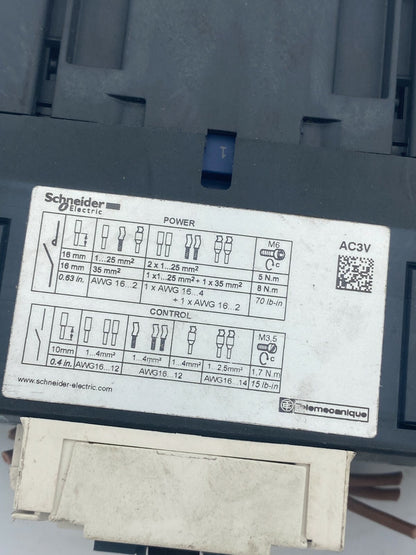 1
Schneider
Electric
POWER
AC3V
M6
16 mm 1...25 mm² 2 x 1...25 mm² 5 N.m
16 mm 35 mm² 1 x 1...25 mm² + 1 x 35 mm² 8 N.m
0.63 in. AWG 16...2 1 x AWG 16...4 70 lb-in
+ 1 x AWG 16...2
CONTROL
M3,5
10mm 1...4mm² 1...4mm² 1...4mm² 1...2,5mm² 1,7 N.m
0.4 in. AWG16...12 AWG16...12 AWG16...14 15 lb-in
www.schneider-electric.com
Telemecanique